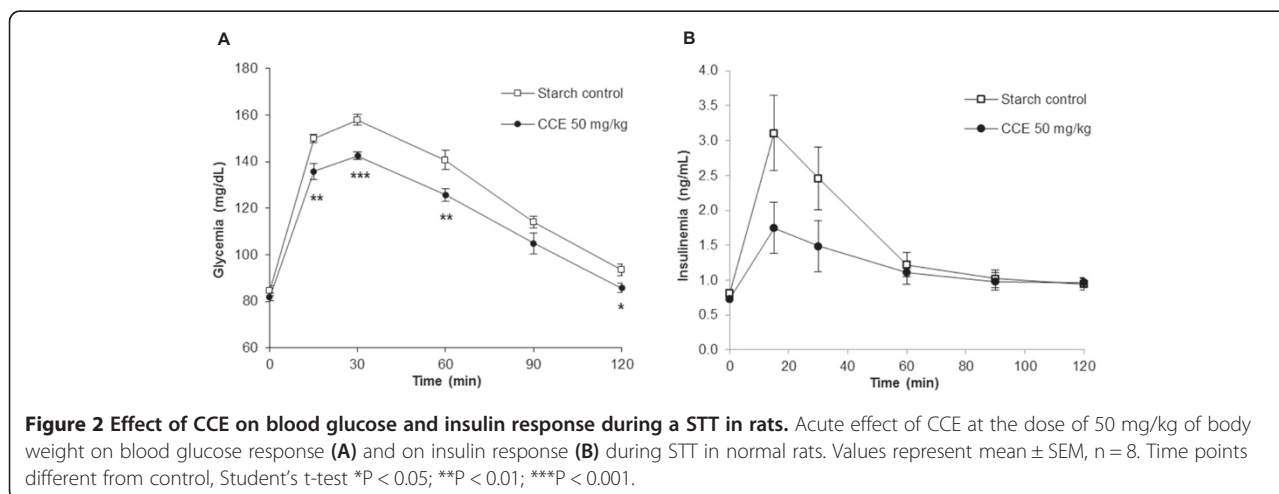 A
180
160
140
120
100
80
60
Glycemia (mg/dL)
Starch control
CCE 50 mg/kg
**
***
**
*
0
30
60
90
120
Time (min)
B
4.0
3.5
3.0
2.5
2.0
1.5
1.0
0.5
0.0
Insulinemia (ng/mL)
Starch control
CCE 50 mg/kg
0
20
40
60
80
100
120
Time (min)
Figure 2 Effect of CCE on blood glucose and insulin response during a STT in rats. Acute effect of CCE at the dose of 50 mg/kg of body
weight on blood glucose response (A) and on insulin response (B) during STT in normal rats. Values represent mean ± SEM, n = 8. Time points
different from control, Student's t-test *P < 0.05; **P < 0.01; ***P < 0.001.